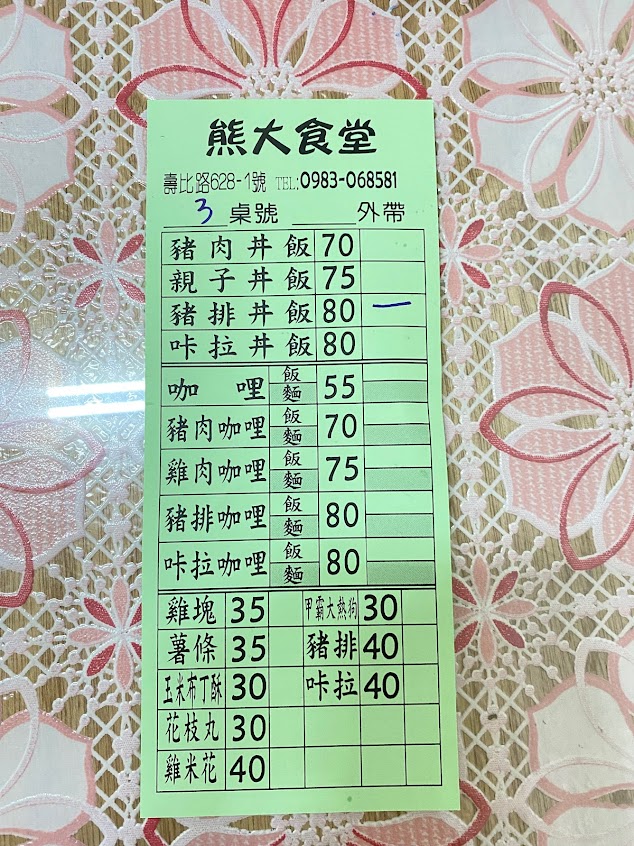 熊大食堂
壽比路628-1號 TEL:0983-068581
3 桌號 外帶
豬肉丼飯 70
親子丼飯 75
豬排丼飯 80 一
咔拉丼飯 80
咖哩 飯 麵 55
豬肉咖哩 飯 麵 70
雞肉咖哩 飯 麵 75
豬排咖哩 飯 麵 80
咔拉咖哩 飯 麵 80
雞塊 35 甲霸大熱狗 30
薯條 35 豬排 40
玉米布丁酥 30 咔拉 40
花枝丸 30
雞米花 40